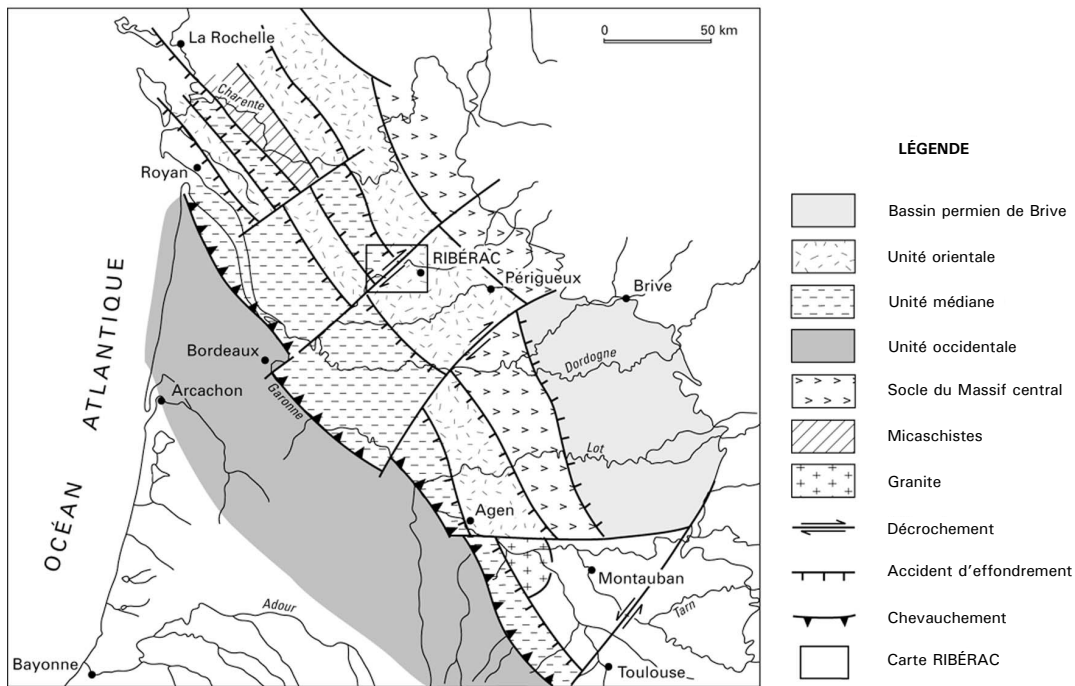 0 50 km
La Rochelle
Charente
Royan
RIBÉRAC
Périgueux
Brive
OCÉAN ATLANTIQUE
Bordeaux
Dordogne
Arcachon
Garonne
Lot
Agen
Montauban
Adour
Tarn
Bayonne
Toulouse
LÉGENDE
Bassin permien de Brive
Unité orientale
Unité médiane
Unité occidentale
Socle du Massif central
Micaschistes
Granite
Décrochement
Accident d'effondrement
Chevauchement
Carte RIBÉRAC